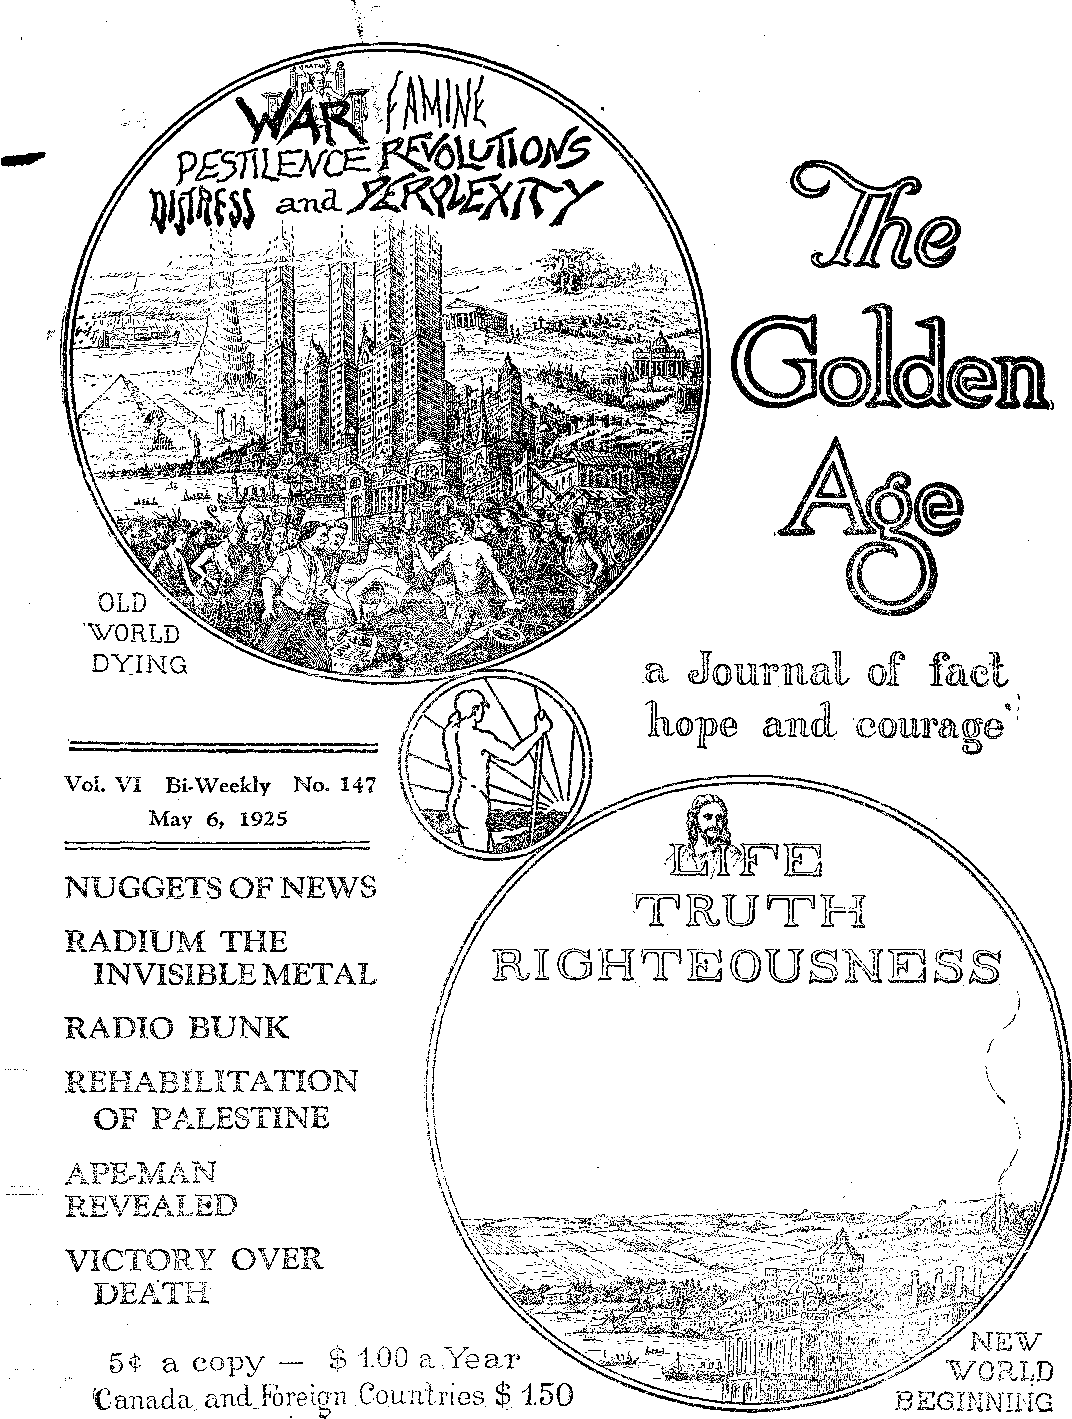 WAR FAMINE
PESTILENCE REVOLUTIONS
DISTRESS and PERPLEXITY
The
Golden
Age
OLD
WORLD
DYING
a Journal of fact
hope and courage
Vol. VI Bi-Weekly No. 147
May 6, 1925
NUGGETS OF NEWS
RADIUM THE
INVISIBLE METAL
RADIO BUNK
REHABILITATION
OF PALESTINE
APE-MAN
REVEALED
VICTORY OVER
DEATH
5¢ a copy — $ 1.00 a Year
Canada and Foreign Countries $ 1.50
LIFE
TRUTH
RIGHTEOUSNESS
NEW
WORLD
BEGINNING